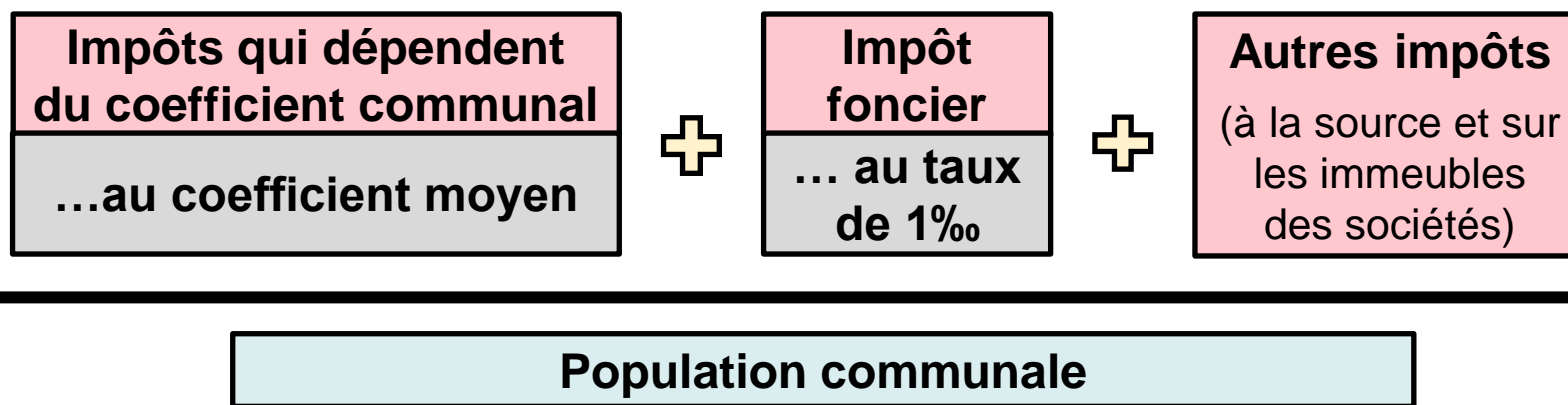 Impôts qui dépendent
du coefficient communal
…au coefficient moyen
Impôt
foncier
… au taux
de 1‰
Autres impôts
(à la source et sur
les immeubles
des sociétés)
Population communale